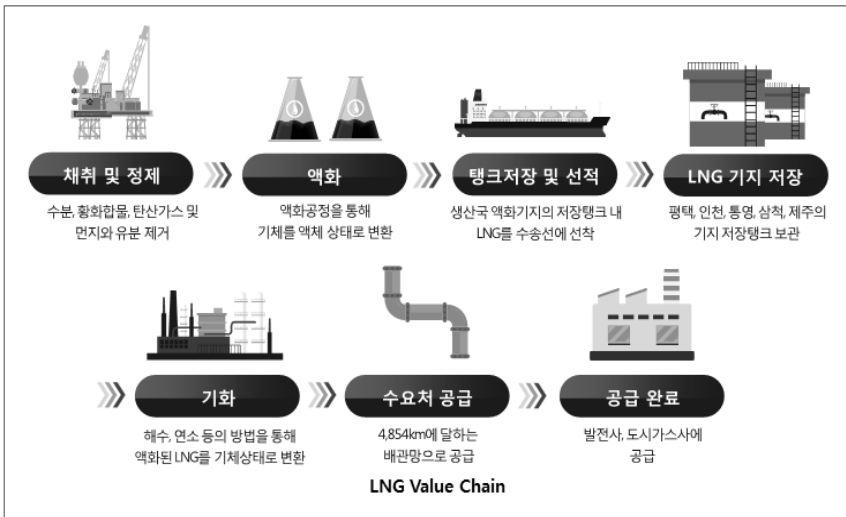 채취 및 정제
액화
탱크저장 및 선적
LNG 기지 저장
수분, 황화합물, 탄산가스 및
먼지와 유분 제거
액화공정을 통해
기체를 액체 상태로 변환
생산국 액화기지의 저장탱크 내
LNG를 수송선에 선착
평택, 인천, 통영, 삼척, 제주의
기지 저장탱크 보관
기화
수요처 공급
공급 완료
해수, 연소 등의 방법을 통해
액화된 LNG를 기체상태로 변환
4,854km에 달하는
배관망으로 공급
발전사, 도시가스사에
공급
LNG Value Chain